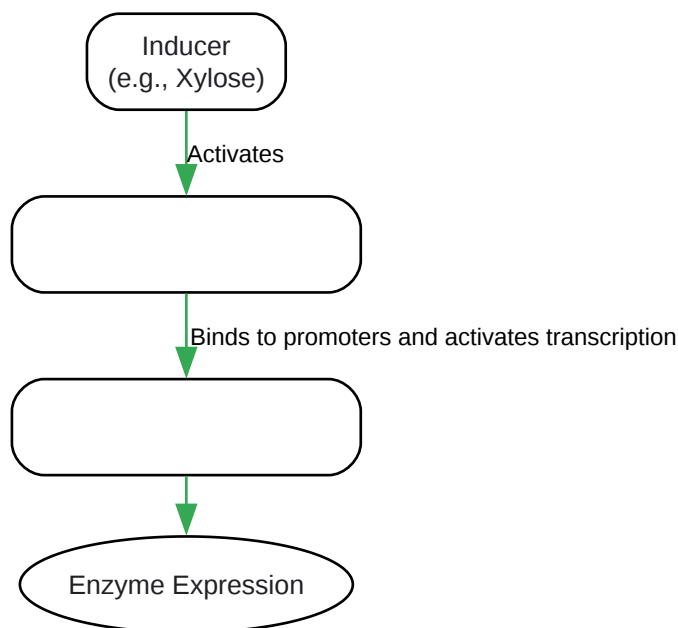 Inducer
(e.g., Xylose)
Activates
Binds to promoters and activates transcription
Enzyme Expression